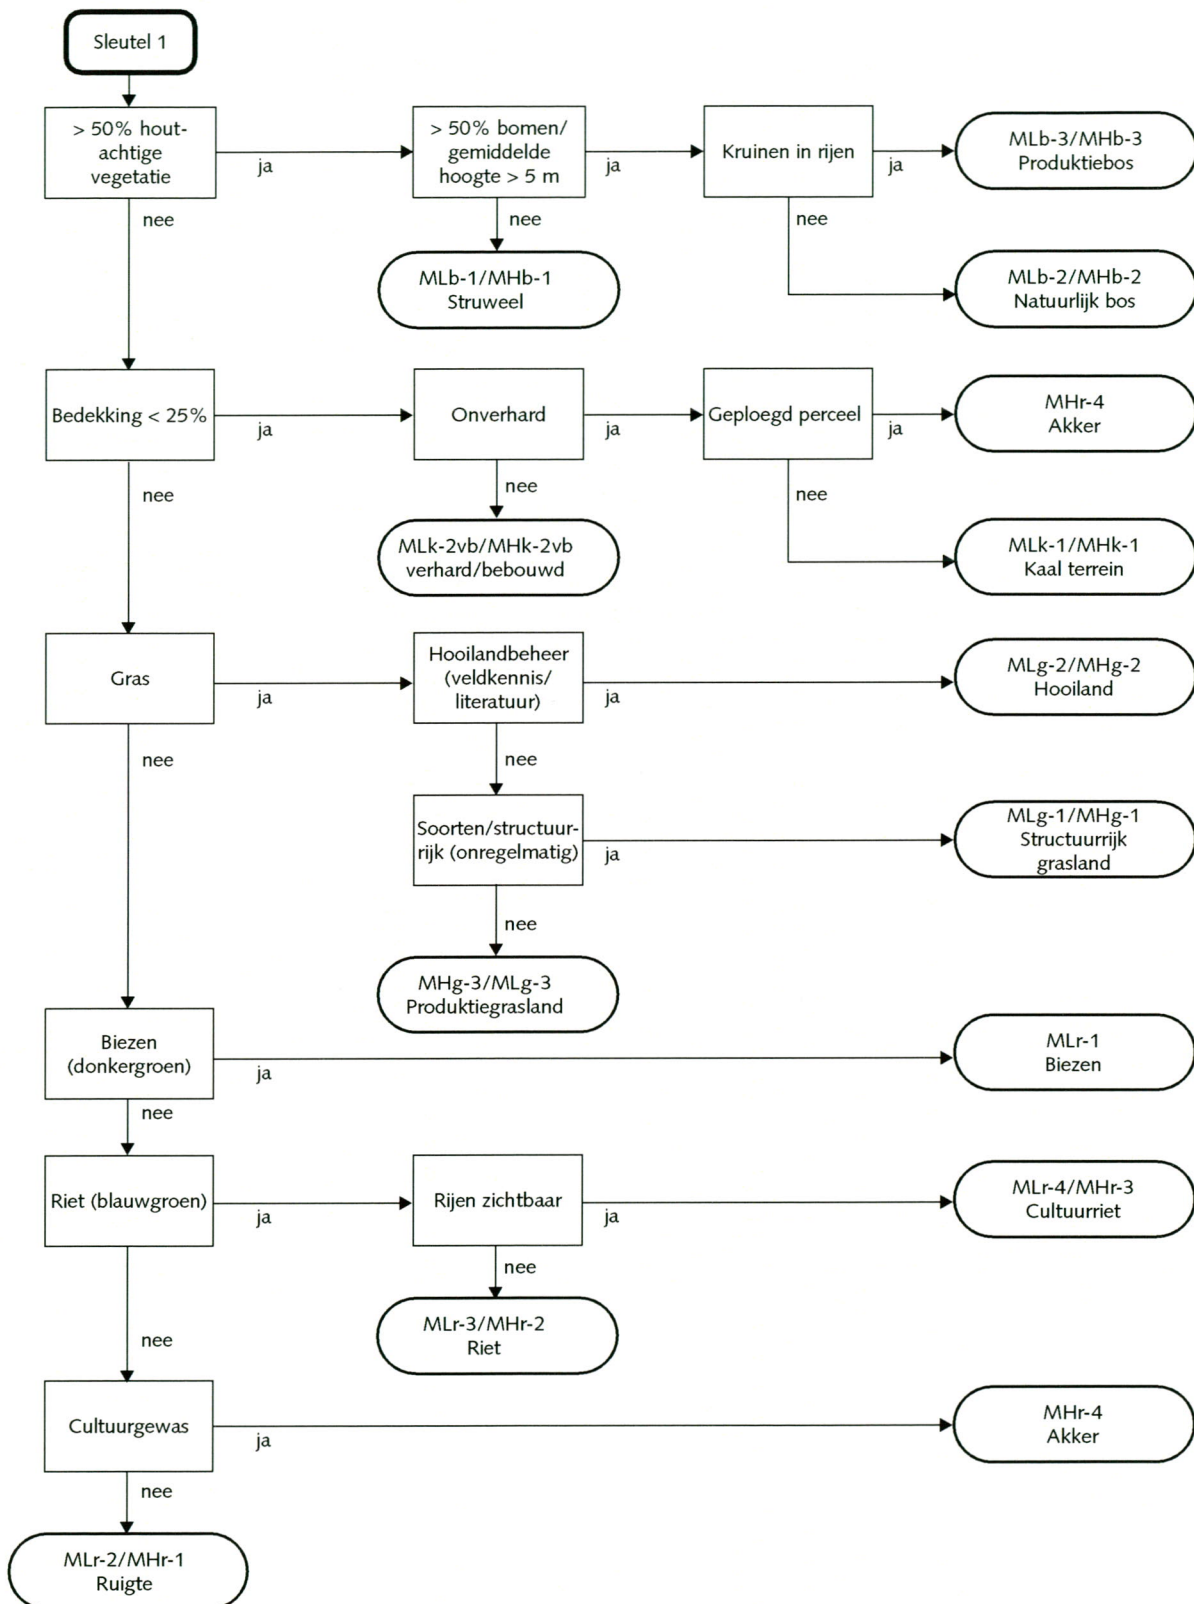 Sleutel 1
> 50% hout-
achtige
vegetatie
ja
> 50% bomen/
gemiddelde
hoogte > 5 m
ja
Kruinen in rijen
ja
MLb-3/MHb-3
Produktiebos
nee
nee
nee
MLb-1/MHb-1
Struweel
MLb-2/MHb-2
Natuurlijk bos
Bedekking < 25%
ja
Onverhard
ja
Geploegd perceel
ja
MHr-4
Akker
nee
nee
nee
MLk-2vb/MHk-2vb
verhard/bebouwd
MLk-1/MHk-1
Kaal terrein
Gras
ja
Hooilandbeheer
(veldkennis/
literatuur)
ja
MLg-2/MHg-2
Hooiland
nee
nee
Soorten/structuur-
rijk (onregelmatig)
ja
MLg-1/MHg-1
Structuurrijk
grasland
nee
MHg-3/MLg-3
Produktiegrasland
Biezen
(donkergroen)
ja
MLr-1
Biezen
nee
Riet (blauwgroen)
ja
Rijen zichtbaar
ja
MLr-4/MHr-3
Cultuurriet
nee
nee
MLr-3/MHr-2
Riet
Cultuurgewas
ja
MHr-4
Akker
nee
MLr-2/MHr-1
Ruigte